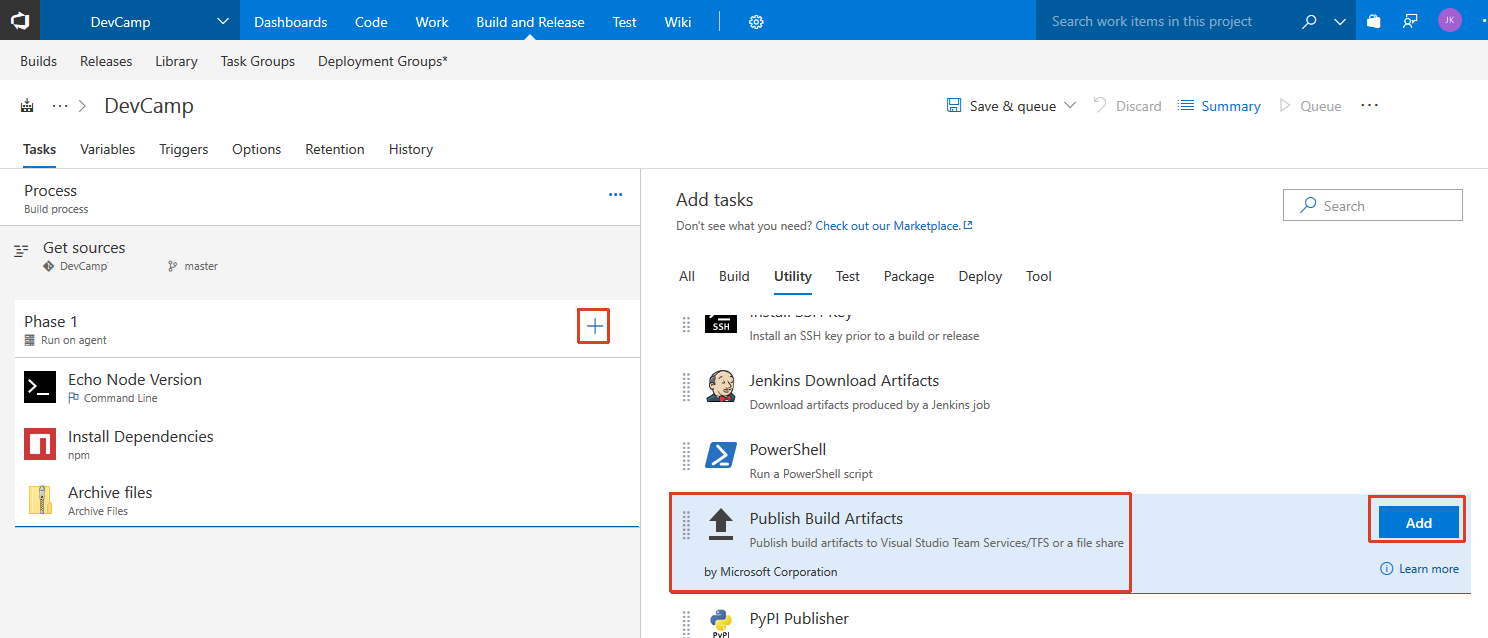 DevCamp Dashboards Code Work Build and Release Test Wiki Search work items in this project JK
Builds Releases Library Task Groups Deployment Groups*
... DevCamp Save & queue Discard Summary Queue ...
Tasks Variables Triggers Options Retention History
Process
Build process
Get sources
DevCamp master
Phase 1
Run on agent
Echo Node Version
Command Line
Install Dependencies
npm
Archive files
Archive Files
Add tasks
Search
Don't see what you need? Check out our Marketplace.
All Build Utility Test Package Deploy Tool
Install SSH Key
SSH
Install an SSH key prior to a build or release
Jenkins Download Artifacts
Download artifacts produced by a Jenkins job
PowerShell
Run a PowerShell script
Publish Build Artifacts
Publish build artifacts to Visual Studio Team Services/TFS or a file share
by Microsoft Corporation
Add
Learn more
PyPI Publisher
PyPI